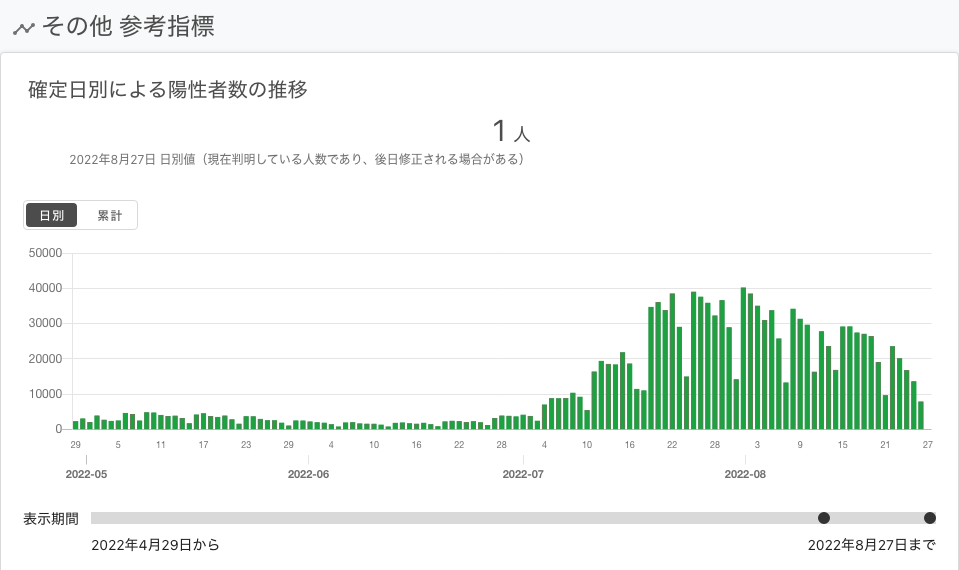 その他 参考指標
確定日別による陽性者数の推移
1 人
2022年8月27日 日別値（現在判明している人数であり、後日修正される場合がある）
日別 累計
50000
40000
30000
20000
10000
0
29 5 11 17 23 29 4 10 16 22 28 4 10 16 22 28 3 9 15 21 27
2022-05 2022-06 2022-07 2022-08
表示期間
2022年4月29日から 2022年8月27日まで